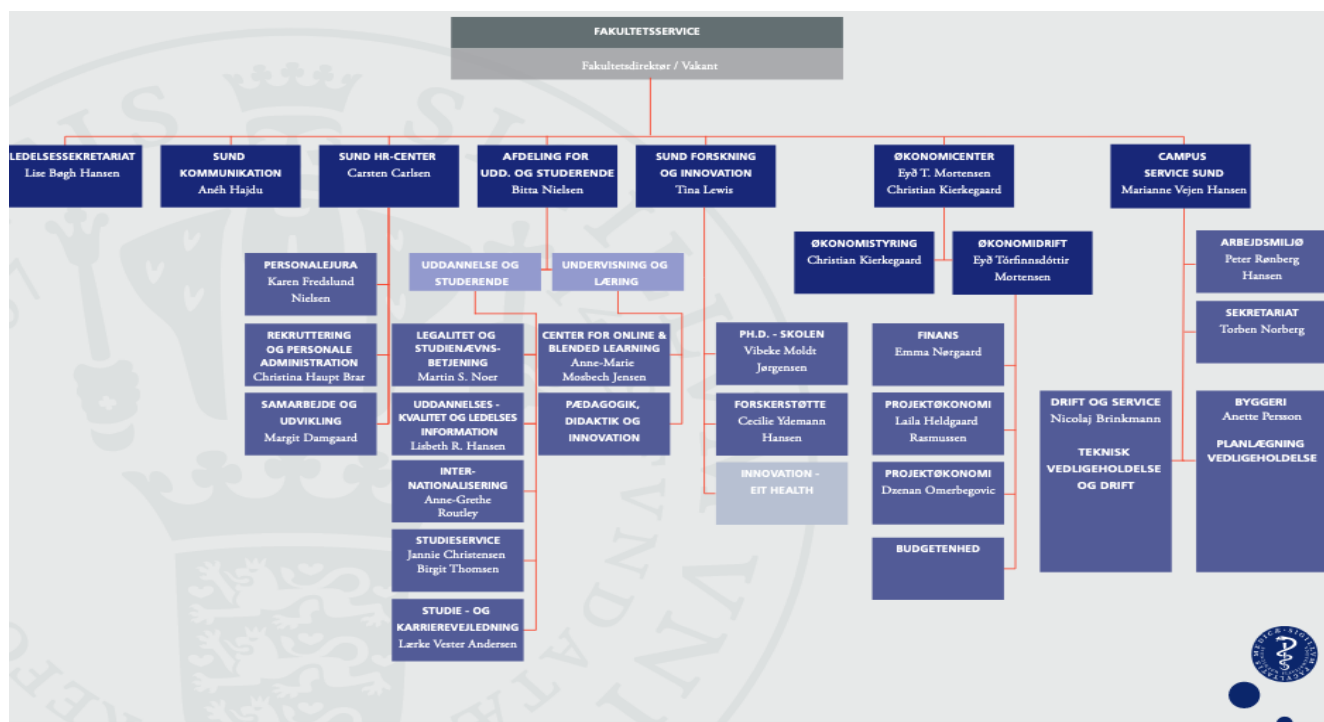 FAKULTETSSERVICE
Fakultetsdirektør / Vakant
LEDELSESSEKRETARIAT
Lise Bøgh Hansen
SUND
KOMMUNIKATION
Anéh Hajdu
SUND HR-CENTER
Carsten Carlsen
AFDELING FOR
UDD. OG STUDERENDE
Bitta Nielsen
SUND FORSKNING
OG INNOVATION
Tina Lewis
ØKONOMICENTER
Eyð T. Mortensen
Christian Kierkegaard
CAMPUS
SERVICE SUND
Marianne Vejen Hansen
PERSONALEJURA
Karen Fredslund
Nielsen
REKRUTTERING
OG PERSONALE
ADMINISTRATION
Christina Haupt Brar
SAMARBEJDE OG
UDVIKLING
Margit Damgaard
UDDANNELSE OG
STUDERENDE
UNDERVISNING OG
LÆRING
LEGALITET OG
STUDIENÆVNS-
BETJENING
Martin S. Noer
UDDANNELSES -
KVALITET OG LEDELSES
INFORMATION
Lisbeth R. Hansen
INTER-
NATIONALISERING
Anne-Grethe
Routley
STUDIESERVICE
Jannie Christensen
Birgit Thomsen
STUDIE - OG
KARRIEREVEJLEDNING
Lærke Vester Andersen
CENTER FOR ONLINE &
BLENDED LEARNING
Anne-Marie
Mosbech Jensen
PÆDAGOGIK,
DIDAKTIK OG
INNOVATION
PH.D. - SKOLEN
Vibeke Moldt
Jørgensen
FORSKERSTØTTE
Cecilie Ydemann
Hansen
INNOVATION -
EIT HEALTH
ØKONOMISTYRING
Christian Kierkegaard
ØKONOMIDRIFT
Eyð Tórfinnsdóttir
Mortensen
FINANS
Emma Nørgaard
PROJEKTØKONOMI
Laila Heldgaard
Rasmussen
PROJEKTØKONOMI
Dzenan Omerbegovic
BUDGETENHED
ARBEJDSMILJØ
Peter Rønberg
Hansen
SEKRETARIAT
Torben Norberg
DRIFT OG SERVICE
Nicolaj Brinkmann
TEKNISK
VEDLIGEHOLDELSE
OG DRIFT
BYGGERI
Anette Persson
PLANLÆGNING
VEDLIGEHOLDELSE